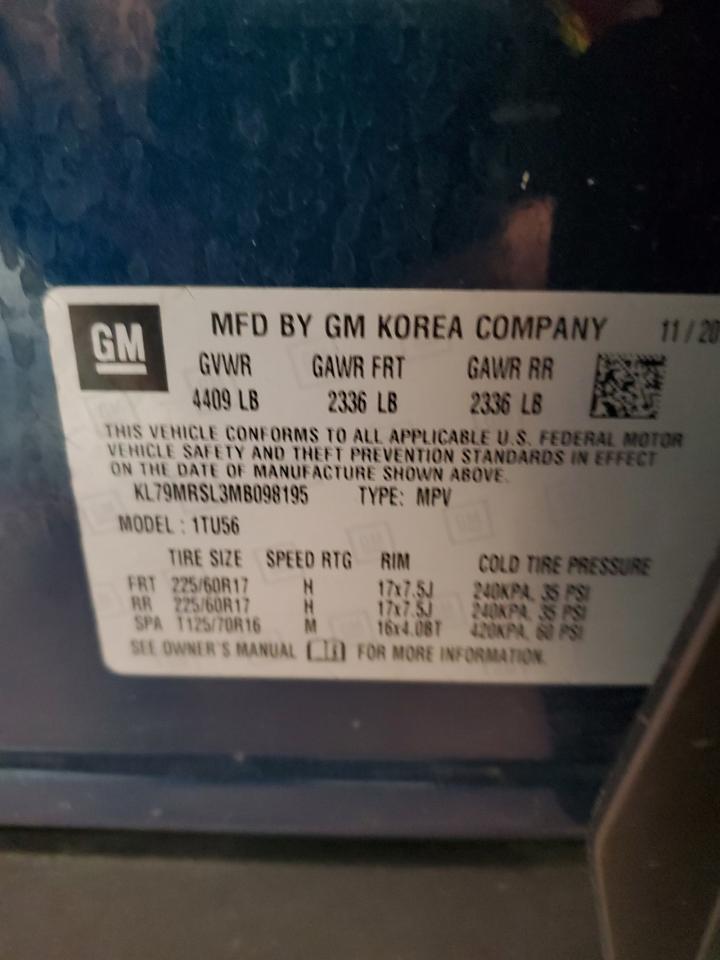 GM
MFD BY GM KOREA COMPANY 11/20
GVWR GAWR FRT GAWR RR
4409 LB 2336 LB 2336 LB
THIS VEHICLE CONFORMS TO ALL APPLICABLE U.S. FEDERAL MOTOR
VEHICLE SAFETY AND THEFT PREVENTION STANDARDS IN EFFECT
ON THE DATE OF MANUFACTURE SHOWN ABOVE.
KL79MRSL3MB098195 TYPE: MPV
MODEL : 1TU56
TIRE SIZE SPEED RTG RIM COLD TIRE PRESSURE
FRT 225/60R17 H 17x7.5J 240KPA, 35 PSI
RR 225/60R17 H 17x7.5J 240KPA, 35 PSI
SPA T125/70R16 M 16x4.0BT 420KPA, 60 PSI
SEE OWNER'S MANUAL FOR MORE INFORMATION.